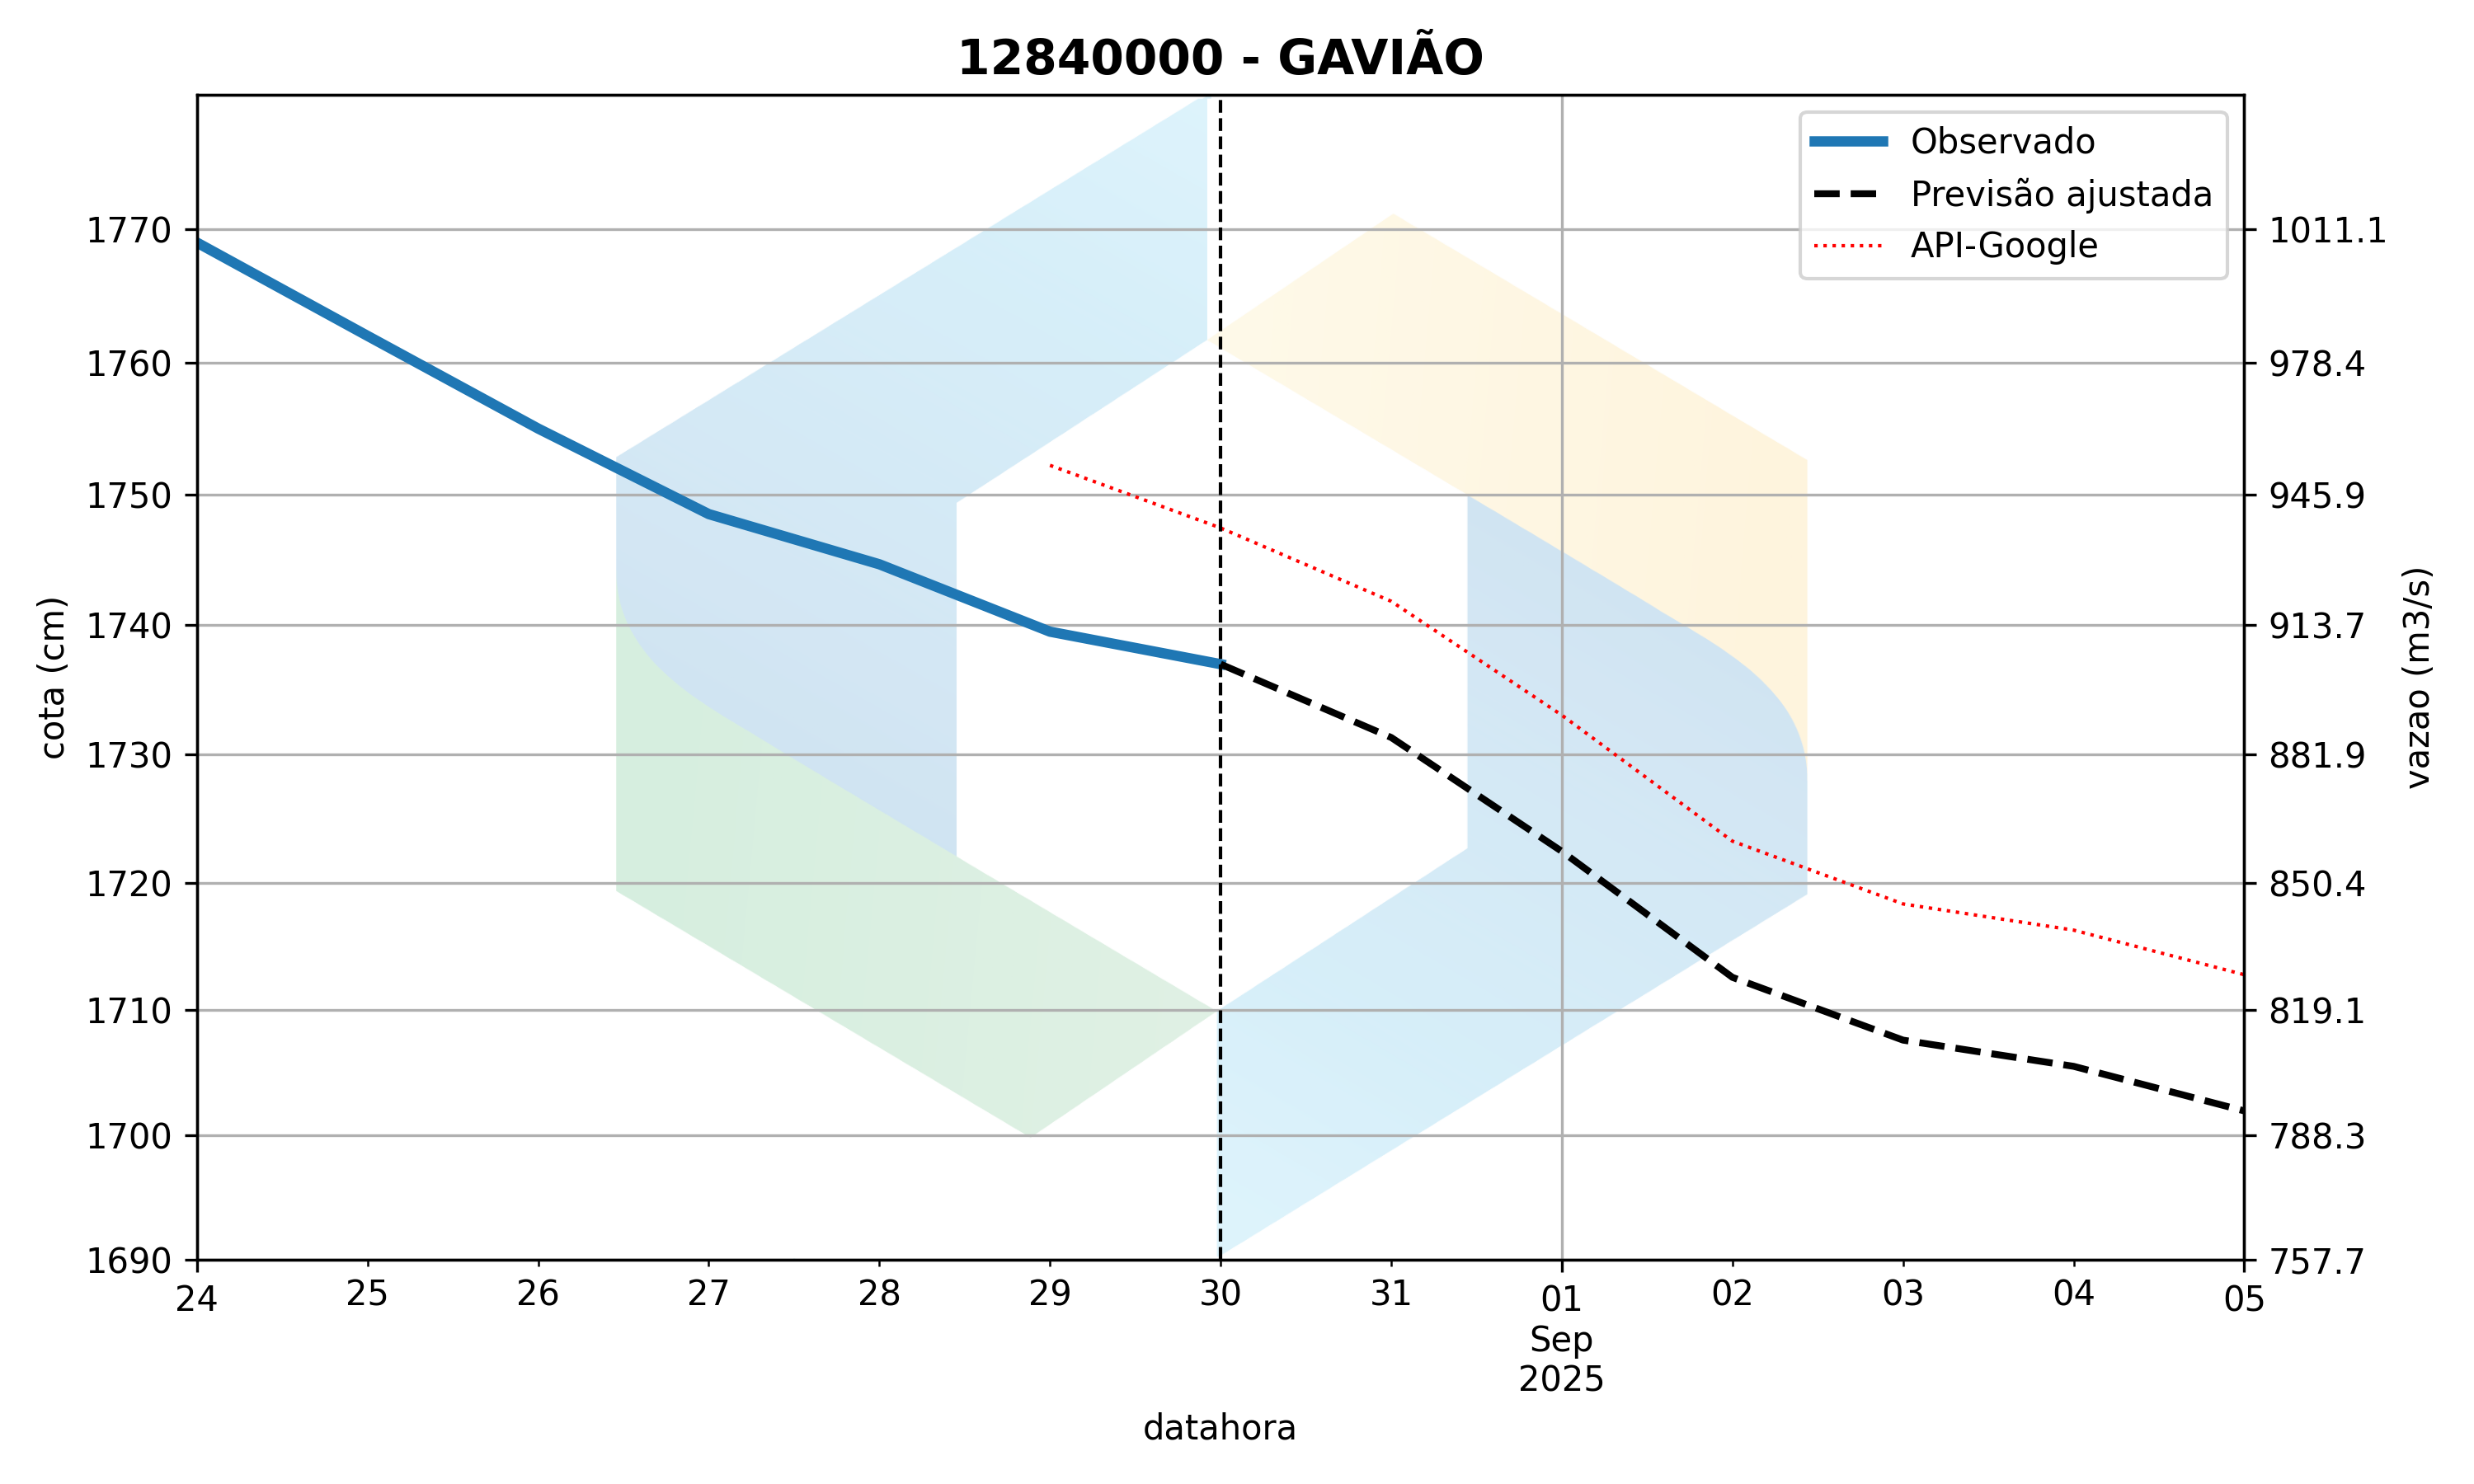 12840000 - GAVIÃO
Observado
Previsão ajustada
API-Google
1770
1760
1750
1740
1730
1720
1710
1700
1690
cota (cm)
1011.1
978.4
945.9
913.7
881.9
850.4
819.1
788.3
757.7
vazao (m3/s)
24 25 26 27 28 29 30 31 01 02 03 04 05
Sep
2025
datahora